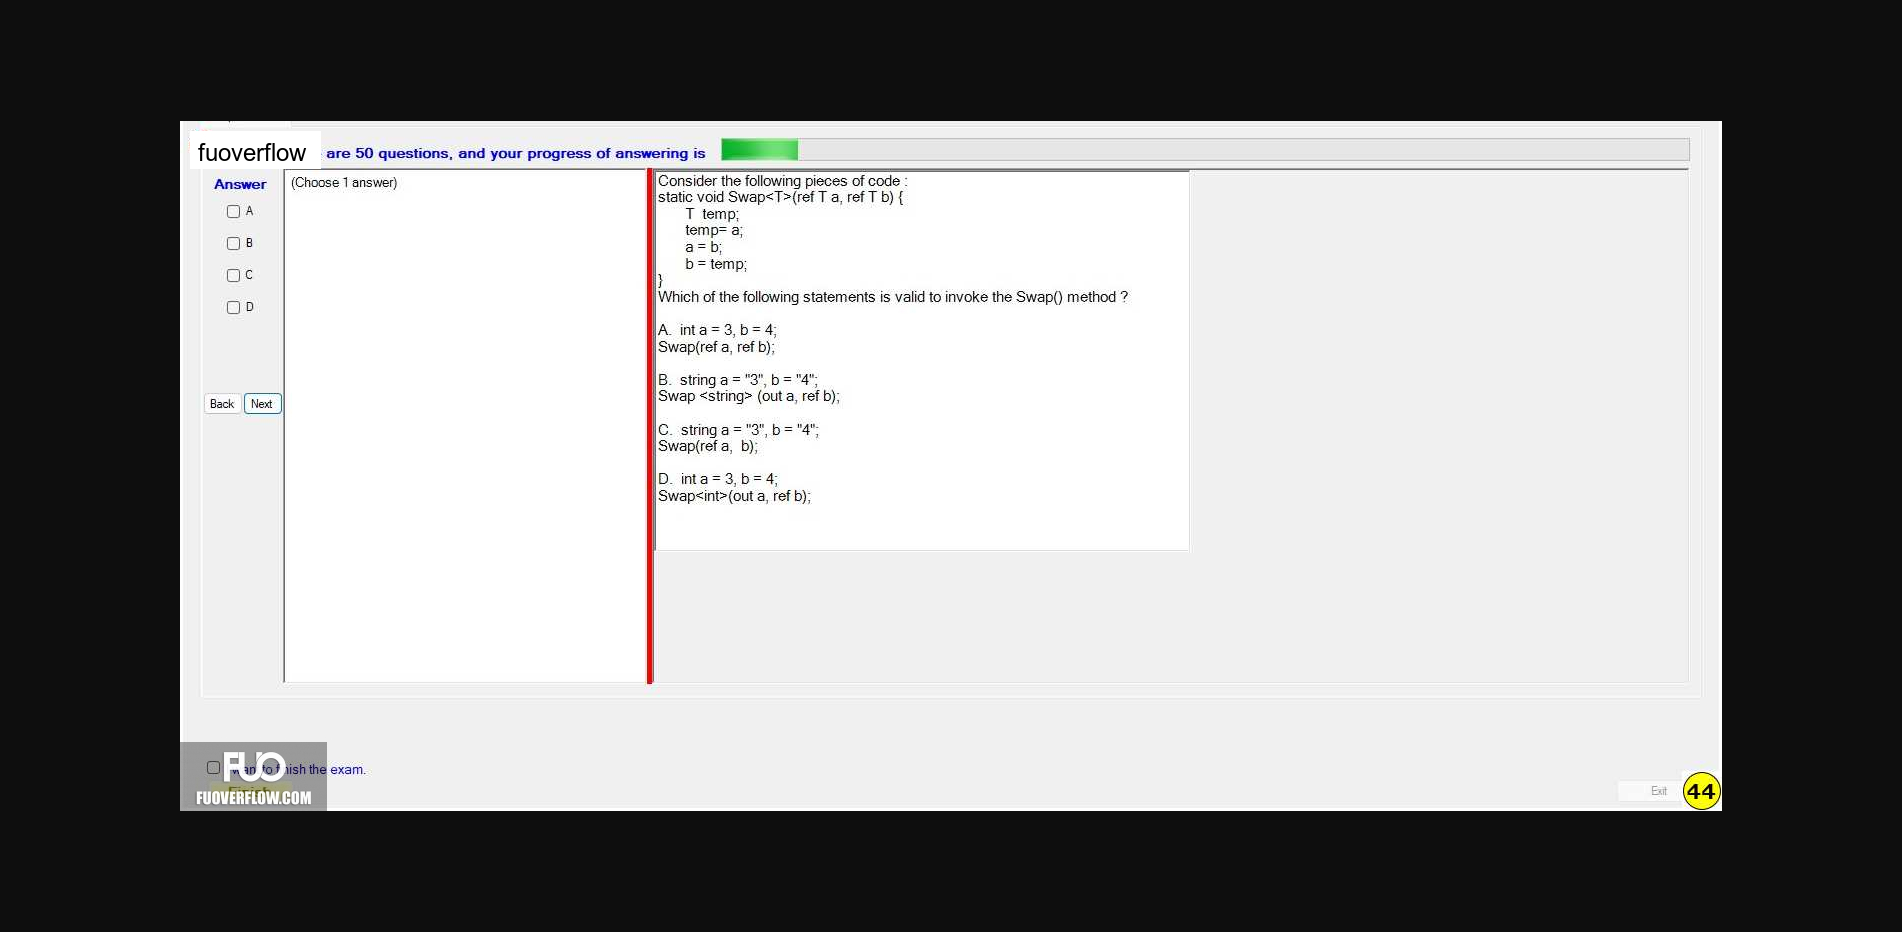 fuoverflow are 50 questions, and your progress of answering is
Answer
(Choose 1 answer)
A
B
C
D
Back Next
Consider the following pieces of code :
static void Swap<T>(ref T a, ref T b) {
T temp;
temp= a;
a = b;
b = temp;
}
Which of the following statements is valid to invoke the Swap() method ?
A. int a = 3, b = 4;
Swap(ref a, ref b);
B. string a = "3", b = "4";
Swap <string> (out a, ref b);
C. string a = "3", b = "4";
Swap(ref a, b);
D. int a = 3, b = 4;
Swap<int>(out a, ref b);
FUO
want to finish the exam.
Finish
FUOVERFLOW.COM
Exit
44